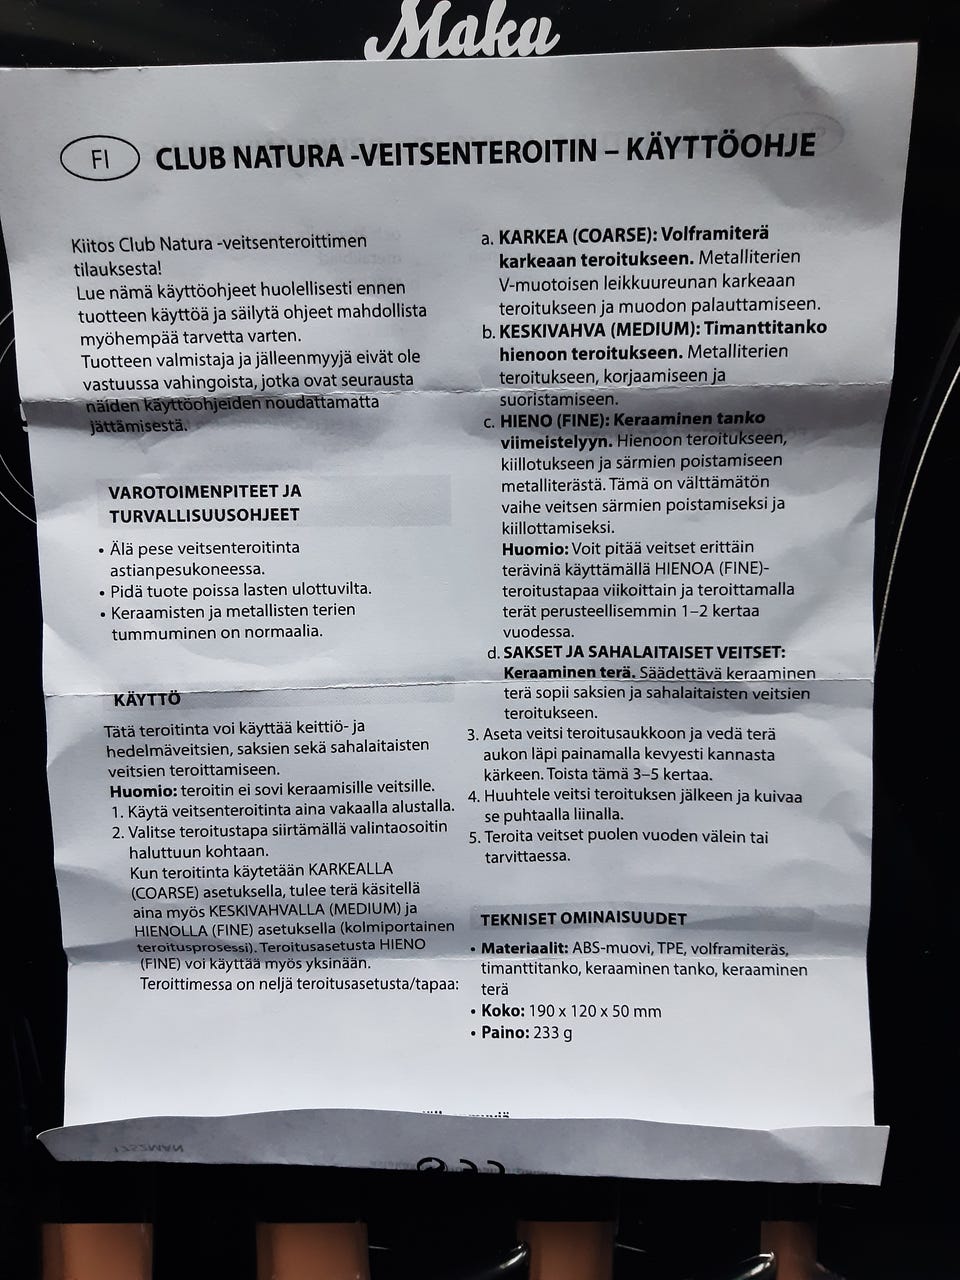 Maku
FI
CLUB NATURA -VEITSENTEROITIN – KÄYTTÖOHJE
Kiitos Club Natura -veitsenteroittimen
tilauksesta!
Lue nämä käyttöohjeet huolellisesti ennen
tuotteen käyttöä ja säilytä ohjeet mahdollista
myöhempää tarvetta varten.
Tuotteen valmistaja ja jälleenmyyjä eivät ole
vastuussa vahingoista, jotka ovat seurausta
näiden käyttöohjeiden noudattamatta
jättämisestä.
VAROTOIMENPITEET JA
TURVALLISUUSOHJEET
• Älä pese veitsenteroitinta
astianpesukoneessa.
• Pidä tuote poissa lasten ulottuvilta.
• Keraamisten ja metallisten terien
tummuminen on normaalia.
KÄYTTÖ
Tätä teroitinta voi käyttää keittiö- ja
hedelmäveitsien, saksien sekä sahalaitaisten
veitsien teroittamiseen.
Huomio: teroitin ei sovi keraamisille veitsille.
1. Käytä veitsenteroitinta aina vakaalla alustalla.
2. Valitse teroitustapa siirtämällä valintaosoitin
haluttuun kohtaan.
Kun teroitinta käytetään KARKEALLA
(COARSE) asetuksella, tulee terä käsitellä
aina myös KESKIVAHVALLA (MEDIUM) ja
HIENOLLA (FINE) asetuksella (kolmiportainen
teroitusprosessi). Teroitusasetusta HIENO
(FINE) voi käyttää myös yksinään.
Teroittimessa on neljä teroitusasetusta/tapaa:
a. KARKEA (COARSE): Volframiterä
karkeaan teroitukseen. Metalliterien
V-muotoisen leikkuureunan karkeaan
teroitukseen ja muodon palauttamiseen.
b. KESKIVAHVA (MEDIUM): Timanttitanko
hienoon teroitukseen. Metalliterien
teroitukseen, korjaamiseen ja
suoristamiseen.
c. HIENO (FINE): Keraaminen tanko
viimeistelyyn. Hienoon teroitukseen,
kiillotukseen ja särmien poistamiseen
metalliterästä. Tämä on välttämätön
vaihe veitsen särmien poistamiseksi ja
kiillottamiseksi.
Huomio: Voit pitää veitset erittäin
terävinä käyttämällä HIENOA (FINE)-
teroitustapaa viikoittain ja teroittamalla
terät perusteellisemmin 1–2 kertaa
vuodessa.
d. SAKSET JA SAHALAITAISET VEITSET:
Keraaminen terä. Säädettävä keraaminen
terä sopii saksien ja sahalaitaisten veitsien
teroitukseen.
3. Aseta veitsi teroitusaukkoon ja vedä terä
aukon läpi painamalla kevyesti kannasta
kärkeen. Toista tämä 3–5 kertaa.
4. Huuhtele veitsi teroituksen jälkeen ja kuivaa
se puhtaalla liinalla.
5. Teroita veitset puolen vuoden välein tai
tarvittaessa.
TEKNISET OMINAISUUDET
• Materiaalit: ABS-muovi, TPE, volframiteräs,
timanttitanko, keraaminen tanko, keraaminen
terä
• Koko: 190 x 120 x 50 mm
• Paino: 233 g